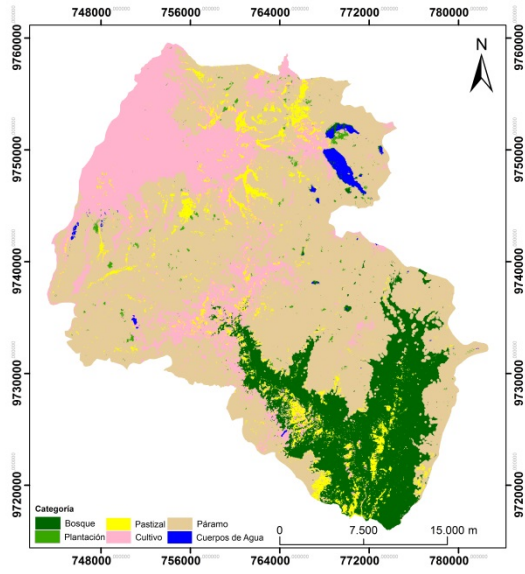 748000 756000 764000 772000 780000
9760000 9760000
N
9750000 9750000
9740000 9740000
9730000 9730000
9720000 9720000
Categoría
Bosque Pastizal Páramo
Plantación Cultivo Cuerpos de Agua
0 7.500 15.000 m
748000 756000 764000 772000 780000